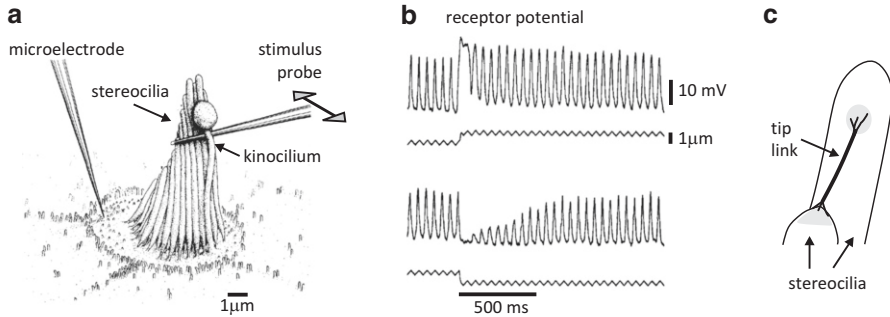 a
microelectrode
stimulus
probe
stereocilia
kinocilium
1μm
b
receptor potential
10 mV
1μm
500 ms
c
tip
link
stereocilia